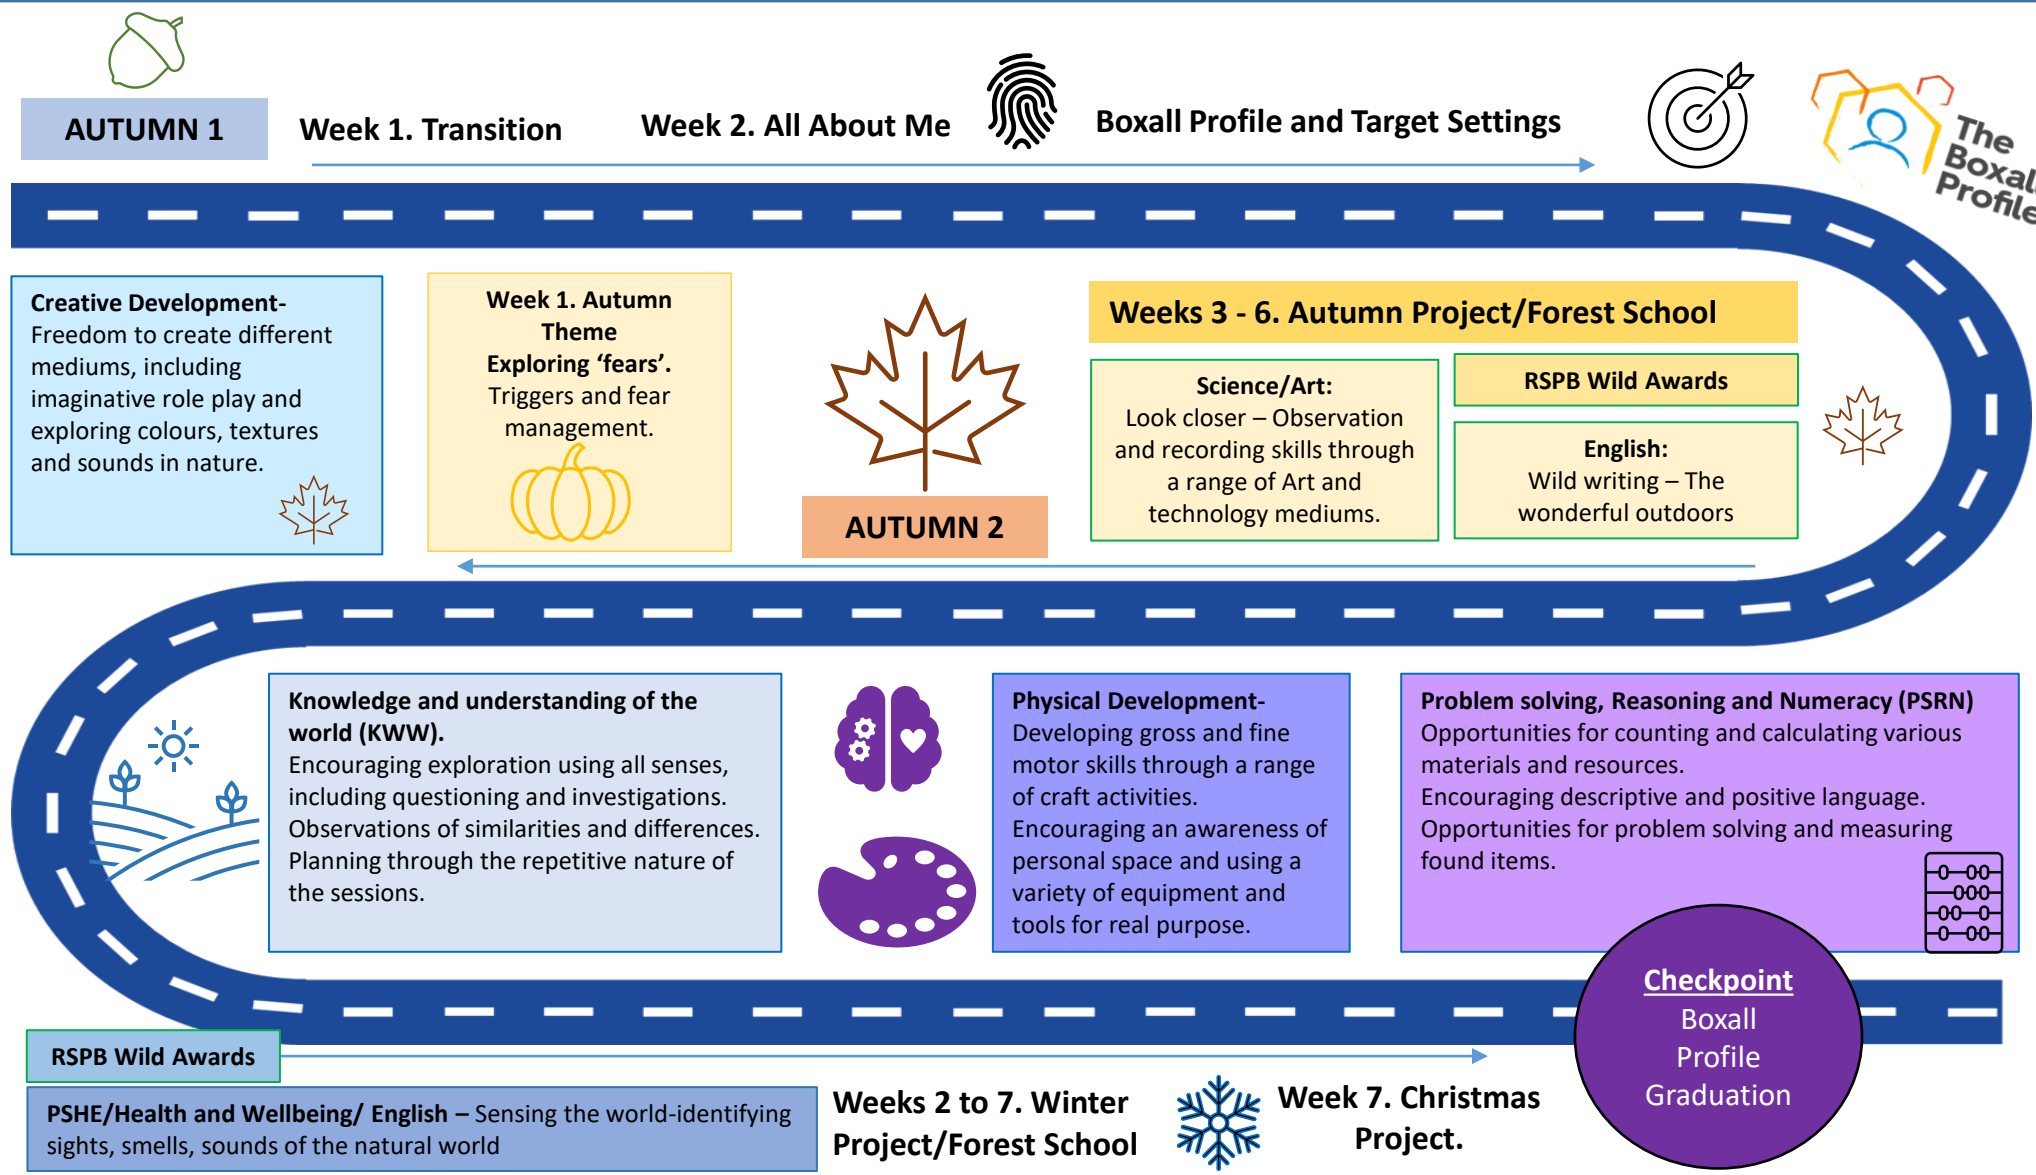 AUTUMN 1
Week 1. Transition
Week 2. All About Me
Boxall Profile and Target Settings
The
Boxall
Profile
Creative Development-
Freedom to create different
mediums, including
imaginative role play and
exploring colours, textures
and sounds in nature.
Week 1. Autumn
Theme
Exploring ‘fears’.
Triggers and fear
management.
AUTUMN 2
Weeks 3 - 6. Autumn Project/Forest School
Science/Art:
Look closer – Observation
and recording skills through
a range of Art and
technology mediums.
RSPB Wild Awards
English:
Wild writing – The
wonderful outdoors
Knowledge and understanding of the
world (KWW).
Encouraging exploration using all senses,
including questioning and investigations.
Observations of similarities and differences.
Planning through the repetitive nature of
the sessions.
Physical Development-
Developing gross and fine
motor skills through a range
of craft activities.
Encouraging an awareness of
personal space and using a
variety of equipment and
tools for real purpose.
Problem solving, Reasoning and Numeracy (PSRN)
Opportunities for counting and calculating various
materials and resources.
Encouraging descriptive and positive language.
Opportunities for problem solving and measuring
found items.
Checkpoint
Boxall
Profile
Graduation
RSPB Wild Awards
PSHE/Health and Wellbeing/ English – Sensing the world-identifying
sights, smells, sounds of the natural world
Weeks 2 to 7. Winter
Project/Forest School
Week 7. Christmas
Project.